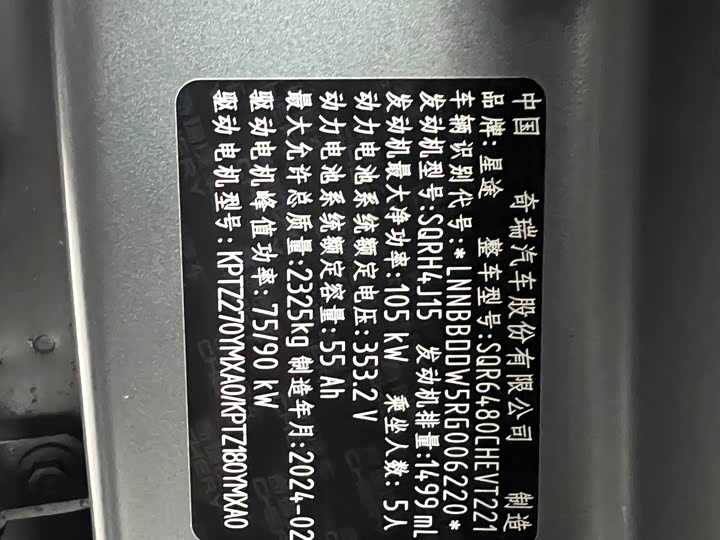 中国 奇瑞汽车股份有限公司 制造
品牌: 星途 整车型号:SQR6480CHEVT221
车辆识别代号:*LNNBBDDW5RG006220*
发动机型号:SQRH4J15 发动机排量:1499 mL
发动机最大净功率:105 kW 乘坐人数: 5人
动力电池系统额定电压:353.2 V
动力电池系统额定容量:55 Ah
最大允许总质量:2325kg 制造年月:2024-02
驱动电机峰值功率: 75/90 kW
驱动电机型号: KPTZ270YMXA0/KPTZ180YMXA0